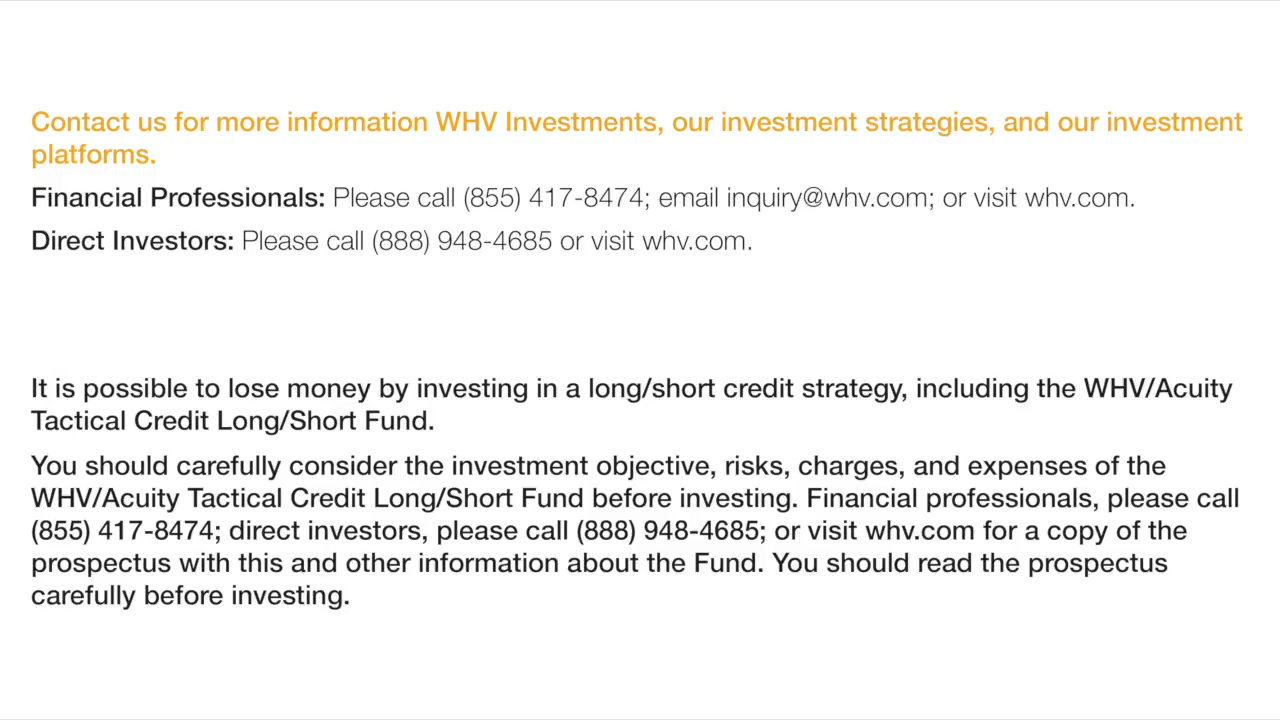 Contact us for more information WHV Investments, our investment strategies, and our investment
platforms.
Financial Professionals: Please call (855) 417-8474; email inquiry@whv.com; or visit whv.com.
Direct Investors: Please call (888) 948-4685 or visit whv.com.
It is possible to lose money by investing in a long/short credit strategy, including the WHV/Acuity
Tactical Credit Long/Short Fund.
You should carefully consider the investment objective, risks, charges, and expenses of the
WHV/Acuity Tactical Credit Long/Short Fund before investing. Financial professionals, please call
(855) 417-8474; direct investors, please call (888) 948-4685; or visit whv.com for a copy of the
prospectus with this and other information about the Fund. You should read the prospectus
carefully before investing.